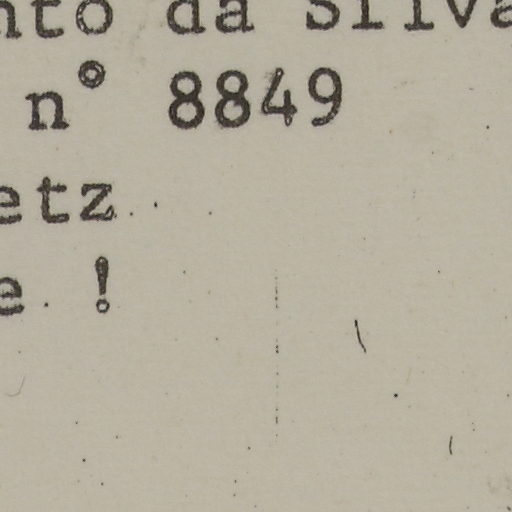 nto da Silva
n° 8849
etz
e !